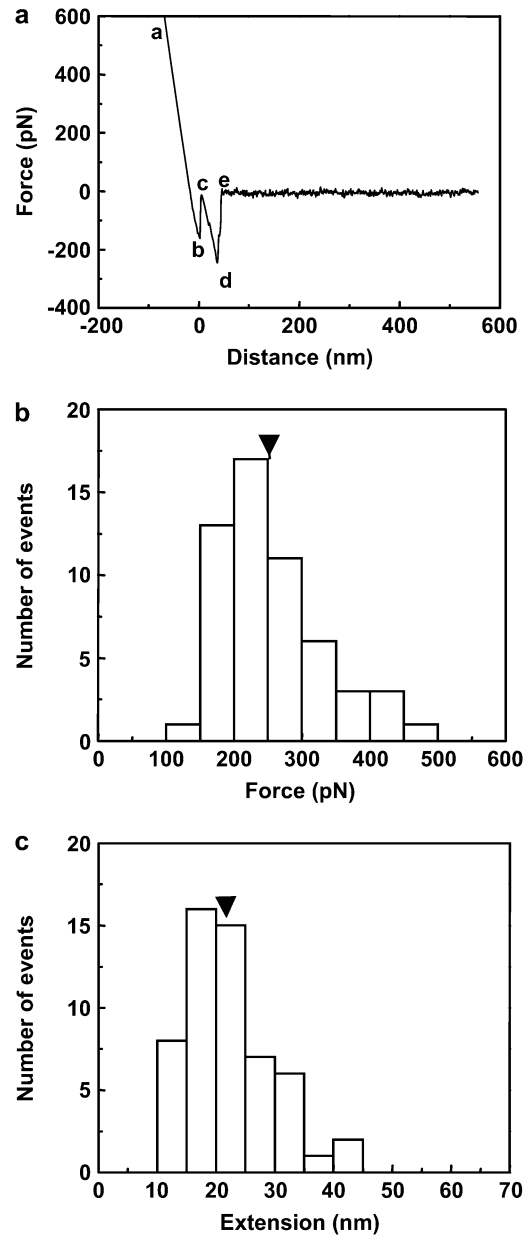 a
600
400
200
0
-200
-400
a
b
c
d
e
-200 0 200 400 600
Force (pN)
Distance (nm)
b
20
15
10
5
0
0 100 200 300 400 500 600
Number of events
Force (pN)
c
20
15
10
5
0
0 10 20 30 40 50 60 70
Number of events
Extension (nm)